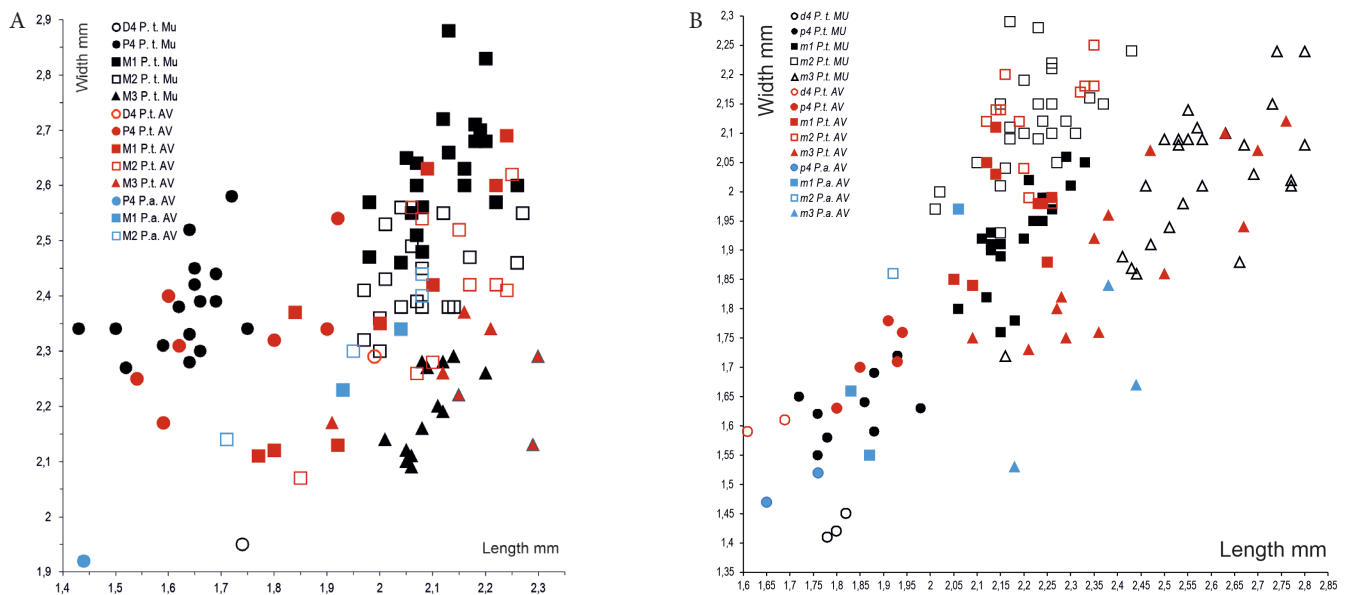 A
Width mm
2,9
2,8
2,7
2,6
2,5
2,4
2,3
2,2
2,1
2
1,9
D4 P. t. Mu
P4 P. t. Mu
M1 P. t. Mu
M2 P. t. Mu
M3 P. t. Mu
D4 P.t. AV
P4 P.t. AV
M1 P.t. AV
M2 P.t. AV
M3 P.t. AV
P4 P.a. AV
M1 P.a. AV
M2 P.a. AV
Length mm
1,4 1,5 1,6 1,7 1,8 1,9 2 2,1 2,2 2,3
B
Width mm
2,3
2,25
2,2
2,15
2,1
2,05
2
1,95
1,9
1,85
1,8
1,75
1,7
1,65
1,6
1,55
1,5
1,45
1,4
1,35
d4 P.t. MU
p4 P.t. MU
m1 P.t. MU
m2 P.t. MU
m3 P.t. MU
d4 P.t. AV
p4 P.t. AV
m1 P.t. AV
m2 P.t. AV
m3 P.t. AV
p4 P.a. AV
m1 P.a. AV
m2 P.a. AV
m3 P.a. AV
Length mm
1,6 1,65 1,7 1,75 1,8 1,85 1,9 1,95 2 2,05 2,1 2,15 2,2 2,25 2,3 2,35 2,4 2,45 2,5 2,55 2,6 2,65 2,7 2,75 2,8 2,85